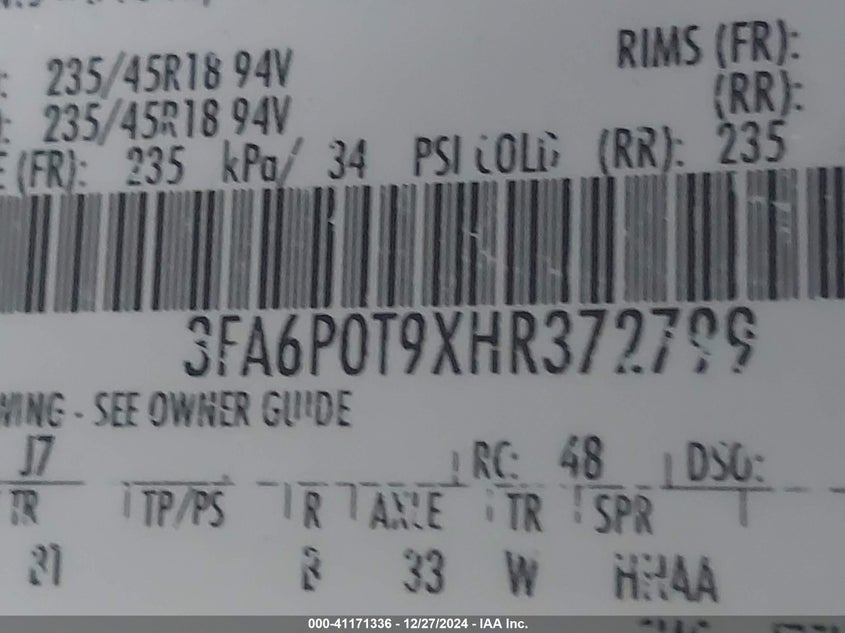 RIMS (FR):
235/45R18 94V
(RR):
235/45R18 94V
(FR): 235 kPa/ 34 PSI COLD (RR): 235
3FA6P0T9XHR372799
- SEE OWNER GUIDE
J7 RC: 48 DSO:
TR TP/PS R AXLE TR SPR
33 W HHAA
000-41171336 - 12/27/2024 - IAA Inc.